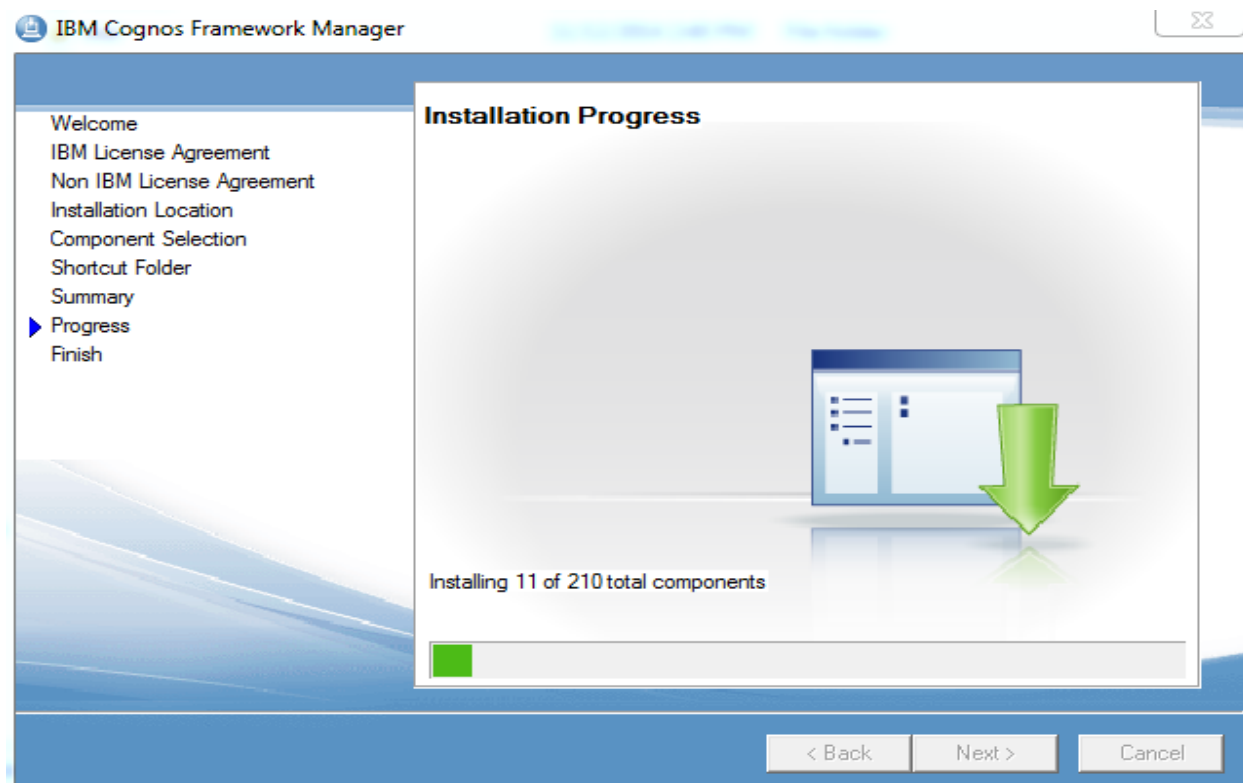 IBM Cognos Framework Manager
Welcome
IBM License Agreement
Non IBM License Agreement
Installation Location
Component Selection
Shortcut Folder
Summary
Progress
Finish
Installation Progress
Installing 11 of 210 total components
< Back
Next >
Cancel